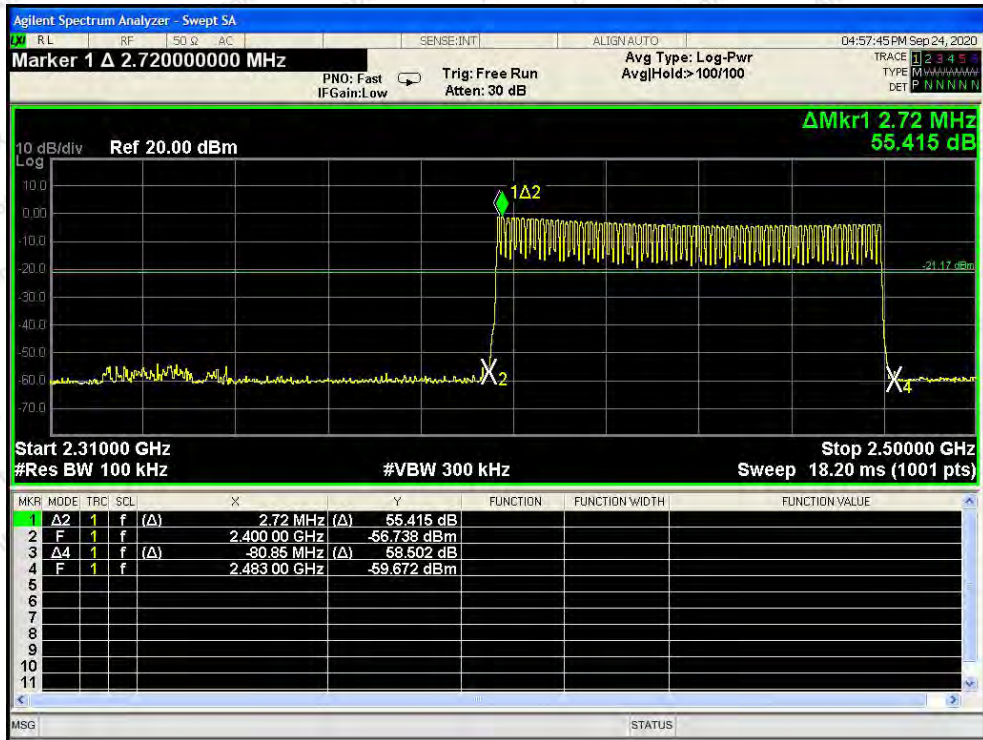 Agilent Spectrum Analyzer - Swept SA
LXI RL RF 50 Ω AC SENSE:INT ALIGN AUTO 04:57:45 PM Sep 24, 2020
Marker 1 Δ 2.720000000 MHz
PNO: Fast
IFGain:Low
Trig: Free Run
Atten: 30 dB
Avg Type: Log-Pwr
Avg|Hold:>100/100
TRACE 1 2 3 4 5 6
TYPE M WWWWW
DET P N N N N N
ΔMkr1 2.72 MHz
55.415 dB
10 dB/div Ref 20.00 dBm
Log
10.0
0.00
-10.0
-20.0
-30.0
-40.0
-50.0
-60.0
-70.0
1Δ2
-21.17 dBm
2
4
Start 2.31000 GHz Stop 2.50000 GHz
#Res BW 100 kHz #VBW 300 kHz Sweep 18.20 ms (1001 pts)
MKR MODE TRC SCL X Y FUNCTION FUNCTION WIDTH FUNCTION VALUE
1 Δ2 1 f (Δ) 2.72 MHz (Δ) 55.415 dB
2 F 1 f 2.400 00 GHz -56.738 dBm
3 Δ4 1 f (Δ) -80.85 MHz (Δ) 58.502 dB
4 F 1 f 2.483 00 GHz -59.672 dBm
5
6
7
8
9
10
11
MSG STATUS